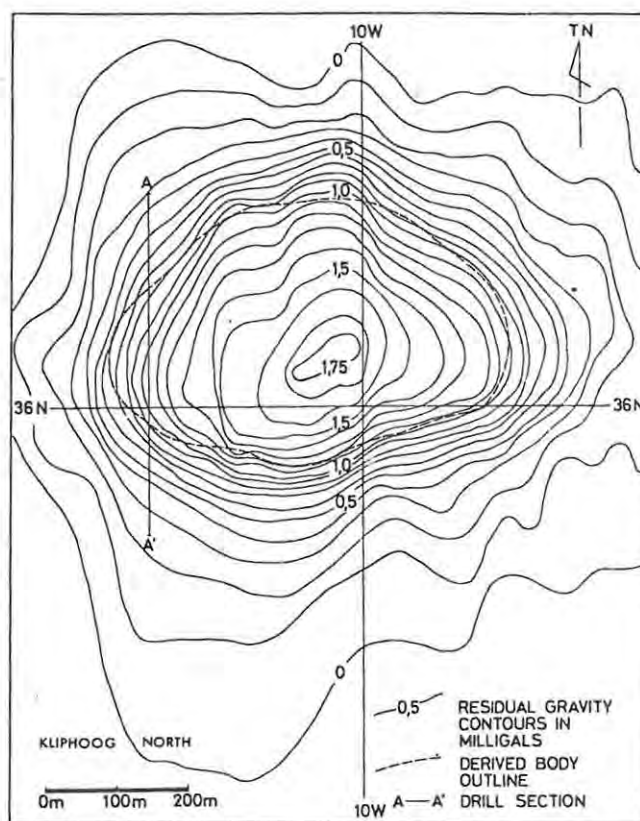 10W
TN
0
A
0,5
1,0
1,5
1,75
36N
36N
1,5
1,0
0,5
A'
0
0,5 RESIDUAL GRAVITY
CONTOURS IN
MILLIGALS
KLIPHOOG NORTH
DERIVED BODY
OUTLINE
0m 100m 200m
10W
A—A' DRILL SECTION